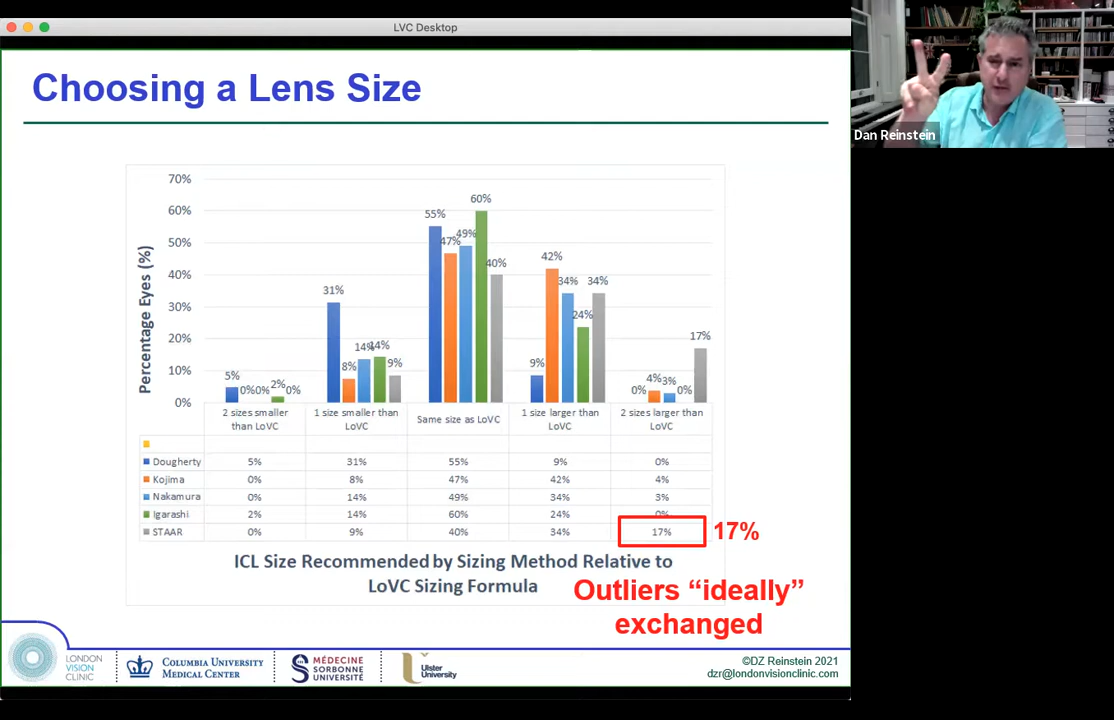 LVC Desktop
Choosing a Lens Size
Dan Reinstein
Percentage Eyes (%)
70%
60%
50%
40%
30%
20%
10%
0%
5%
0%
0%
2%
0%
31%
8%
14%
14%
9%
55%
47%
49%
60%
40%
9%
42%
34%
24%
34%
0%
4%
3%
0%
17%
2 sizes smaller than LoVC
1 size smaller than LoVC
Same size as LoVC
1 size larger than LoVC
2 sizes larger than LoVC
Dougherty 5% 31% 55% 9% 0%
Kojima 0% 8% 47% 42% 4%
Nakamura 0% 14% 49% 34% 3%
Igarashi 2% 14% 60% 24% 0%
STAAR 0% 9% 40% 34% 17%
17%
ICL Size Recommended by Sizing Method Relative to
LoVC Sizing Formula
Outliers “ideally”
exchanged
LONDON
VISION
CLINIC
COLUMBIA UNIVERSITY
MEDICAL CENTER
MÉDECINE
SORBONNE
UNIVERSITÉ
Ulster
University
©DZ Reinstein 2021
dzr@londonvisionclinic.com